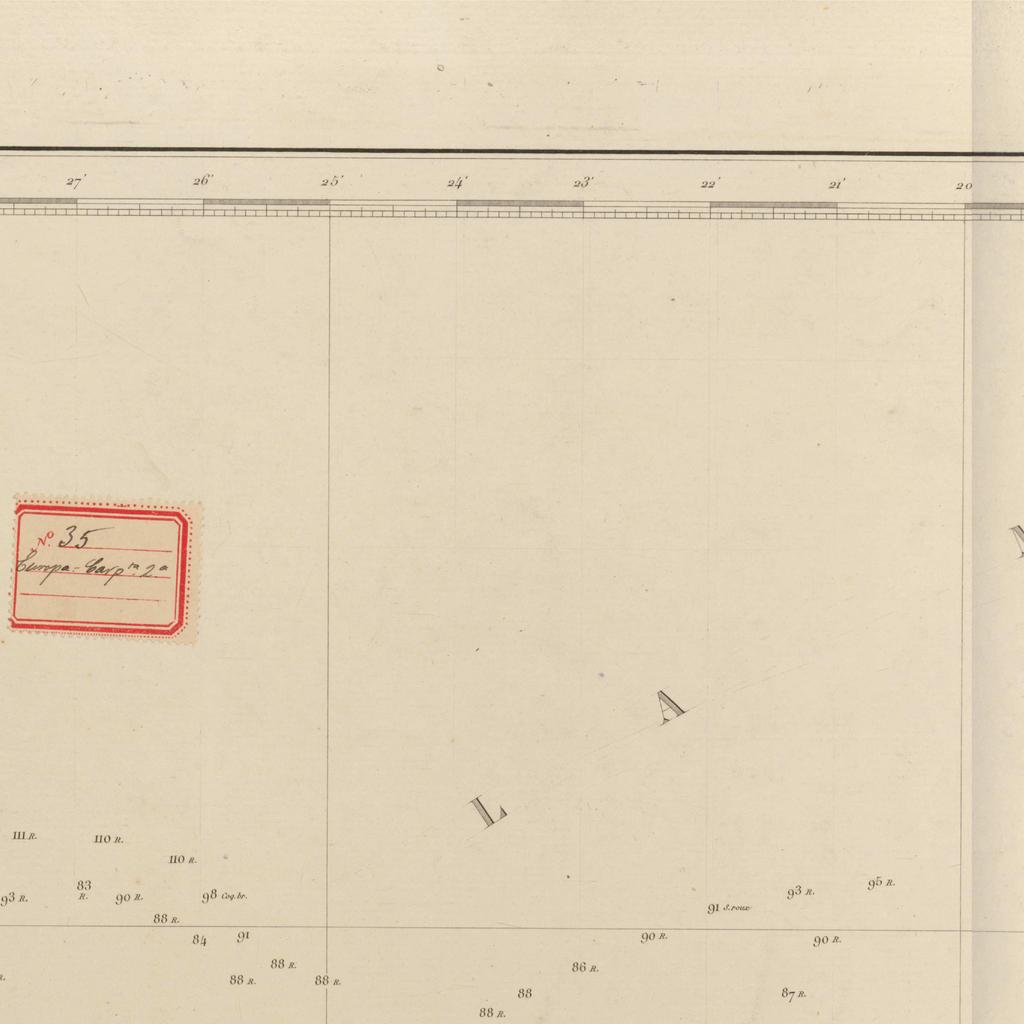 27' 26' 25' 24' 23' 22' 21' 20
Nº 35
Europa - Carp.ta 2a
L A
111 R. 110 R.
110 R.
83 R.
93 R. 90 R. 98 Coq. br.
95 R.
93 R.
91 S. roux
88 R.
84 91
90 R. 90 R.
88 R.
86 R.
88 R. 88 R.
88
87 R.
88 R.